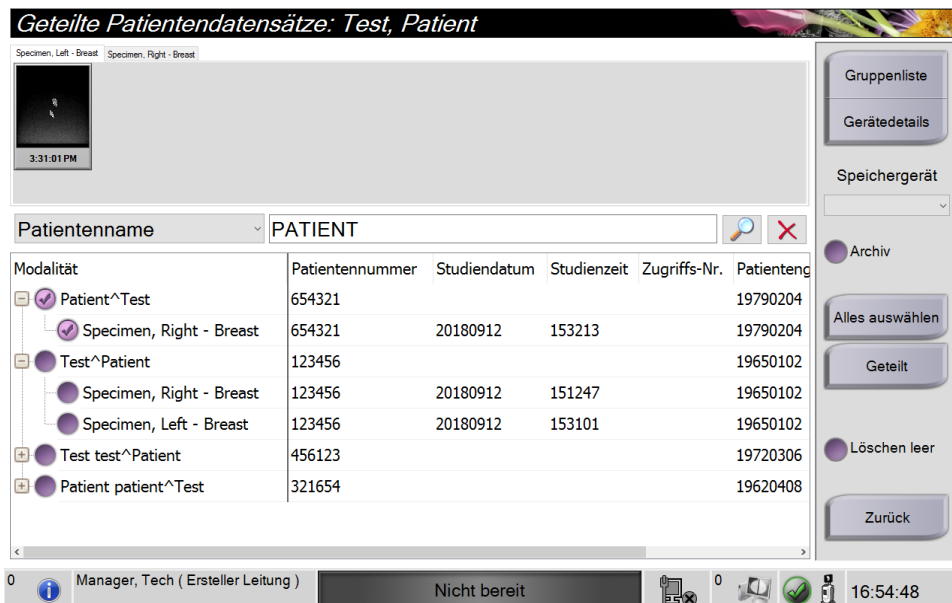 Geteilte Patientendatensätze: Test, Patient
Specimen, Left - Breast Specimen, Right - Breast
3:31:01 PM
Gruppenliste
Gerätedetails
Speichergerät
Archiv
Alles auswählen
Geteilt
Löschen leer
Zurück
Patientenname PATIENT
Modalität Patientennummer Studiendatum Studienzeit Zugriffs-Nr. Patienteng
Patient^Test 654321 19790204
Specimen, Right - Breast 654321 20180912 153213 19790204
Test^Patient 123456 19650102
Specimen, Right - Breast 123456 20180912 151247 19650102
Specimen, Left - Breast 123456 20180912 153101 19650102
Test test^Patient 456123 19720306
Patient patient^Test 321654 19620408
0 Manager, Tech ( Ersteller Leitung ) Nicht bereit 0 16:54:48